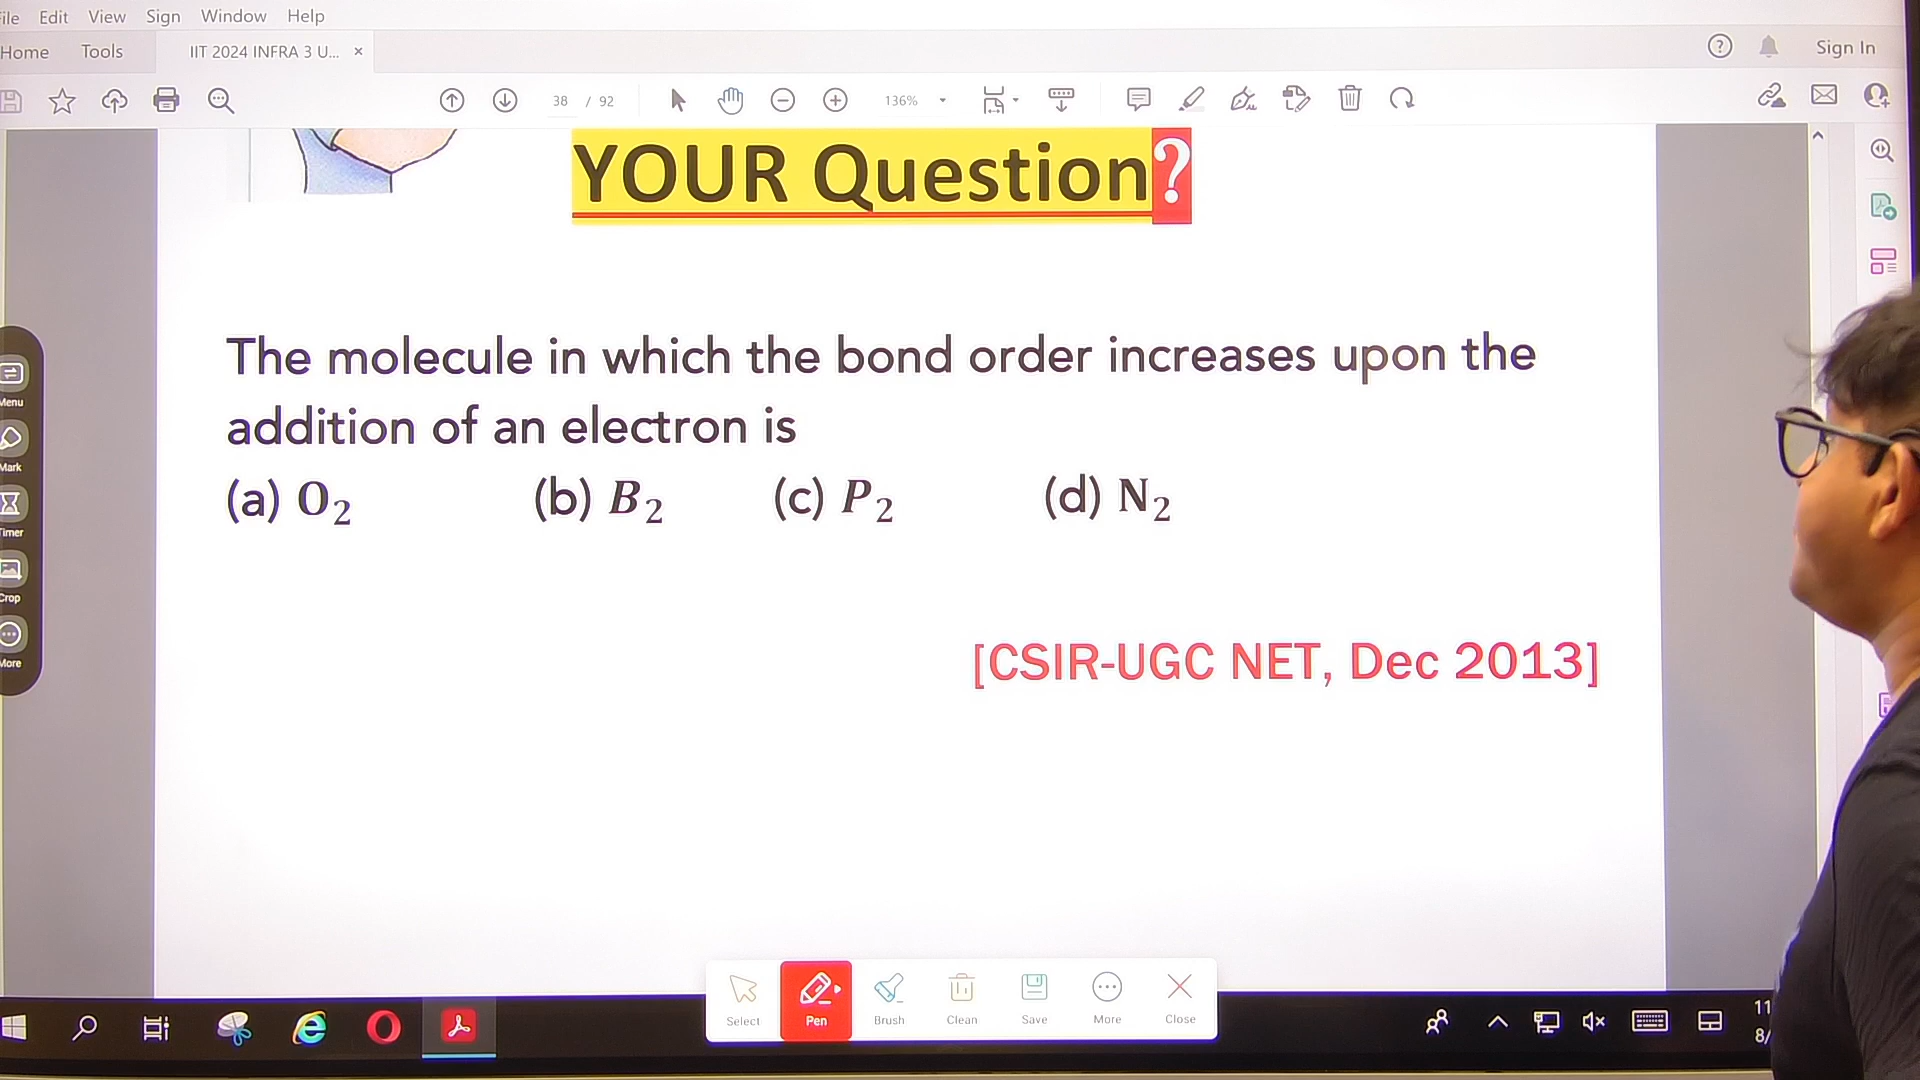 ile Edit View Sign Window Help
Home Tools IIT 2024 INFRA 3 U... × Sign In
38 / 92 136%
YOUR Question?
The molecule in which the bond order increases upon the
addition of an electron is
(a) O₂ (b) B₂ (c) P₂ (d) N₂
[CSIR-UGC NET, Dec 2013]
Menu
Mark
Timer
Crop
More
Select Pen Brush Clean Save More Close
11
8/